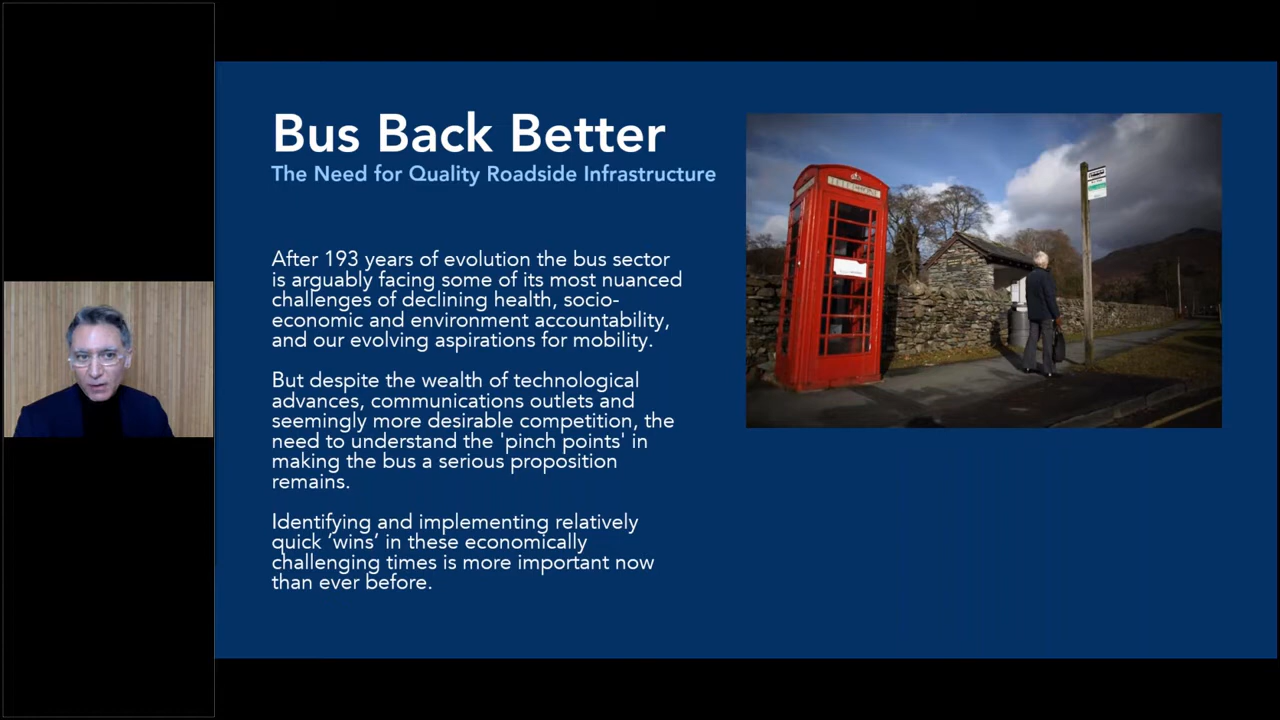 Bus Back Better
The Need for Quality Roadside Infrastructure
After 193 years of evolution the bus sector
is arguably facing some of its most nuanced
challenges of declining health, socio-
economic and environment accountability,
and our evolving aspirations for mobility.
But despite the wealth of technological
advances, communications outlets and
seemingly more desirable competition, the
need to understand the 'pinch points' in
making the bus a serious proposition
remains.
Identifying and implementing relatively
quick ‘wins’ in these economically
challenging times is more important now
than ever before.